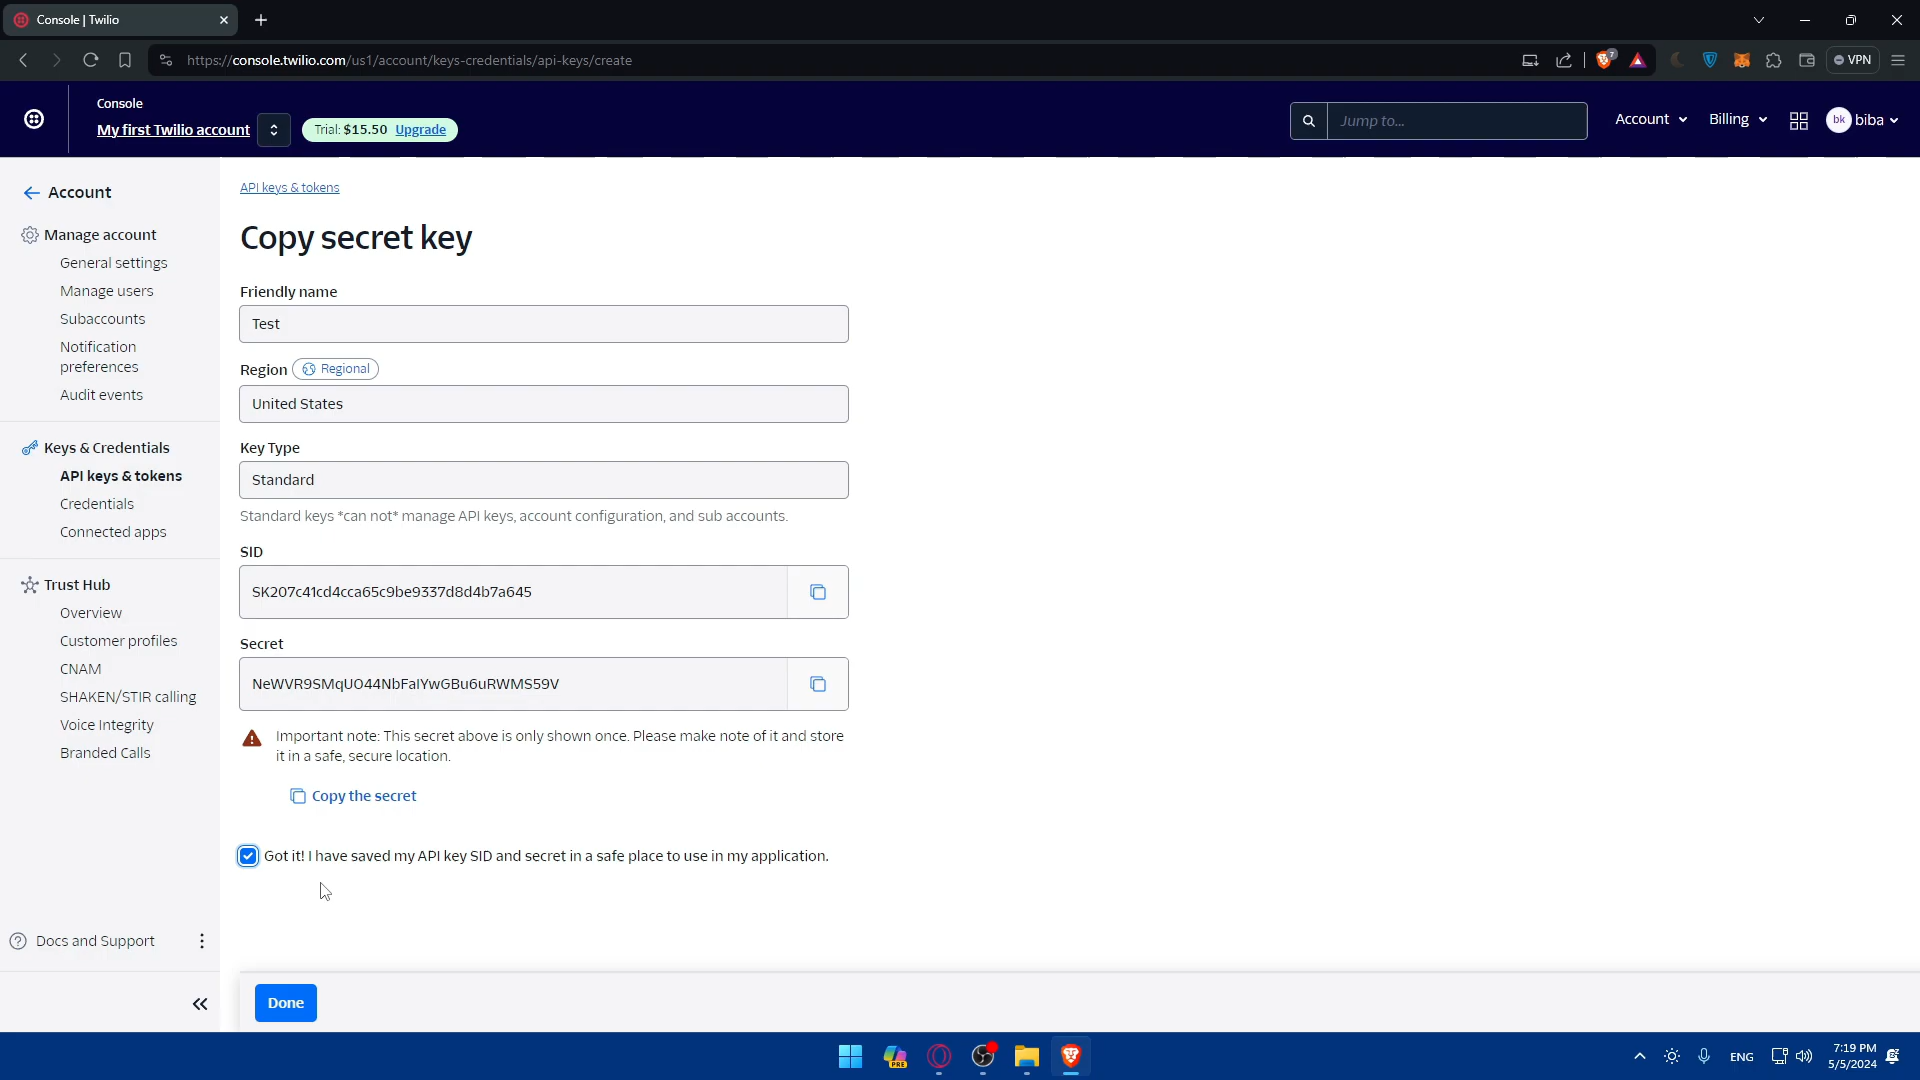 Console | Twilio
https://console.twilio.com/us1/account/keys-credentials/api-keys/create
7
VPN
Console
My first Twilio account
Trial: $15.50 Upgrade
Jump to...
Account
Billing
bk
biba
Account
Manage account
General settings
Manage users
Subaccounts
Notification
preferences
Audit events
Keys & Credentials
API keys & tokens
Credentials
Connected apps
Trust Hub
Overview
Customer profiles
CNAM
SHAKEN/STIR calling
Voice Integrity
Branded Calls
Docs and Support
API keys & tokens
Copy secret key
Friendly name
Test
Region
Regional
United States
Key Type
Standard
Standard keys *can not* manage API keys, account configuration, and sub accounts.
SID
SK207c41cd4cca65c9be9337d8d4b7a645
Secret
NeWVR9SMqUO44NbFaIYwGBu6uRWMS59V
Important note: This secret above is only shown once. Please make note of it and store
it in a safe, secure location.
Copy the secret
Got it! I have saved my API key SID and secret in a safe place to use in my application.
Done
PRE
ENG
7:19 PM
5/5/2024